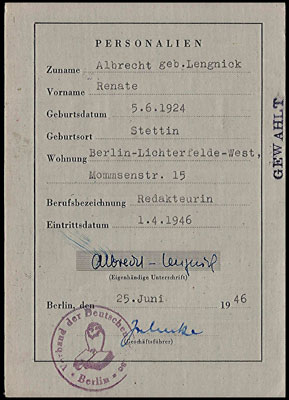 PERSONALIEN
Zuname Albrecht geb.Lengnick
Vorname Renate
Geburtsdatum 5.6.1924
Geburtsort Stettin
Wohnung Berlin-Lichterfelde-West,
Mommsenstr. 15
Berufsbezeichnung Redakteurin
Eintrittsdatum 1.4.1946
Albrecht-Lengnick
(Eigenhändige Unterschrift)
Berlin, den 25.Juni 1946
(Geschäftsführer)
Verband der Deutschen
Berlin
GEWÄHLT